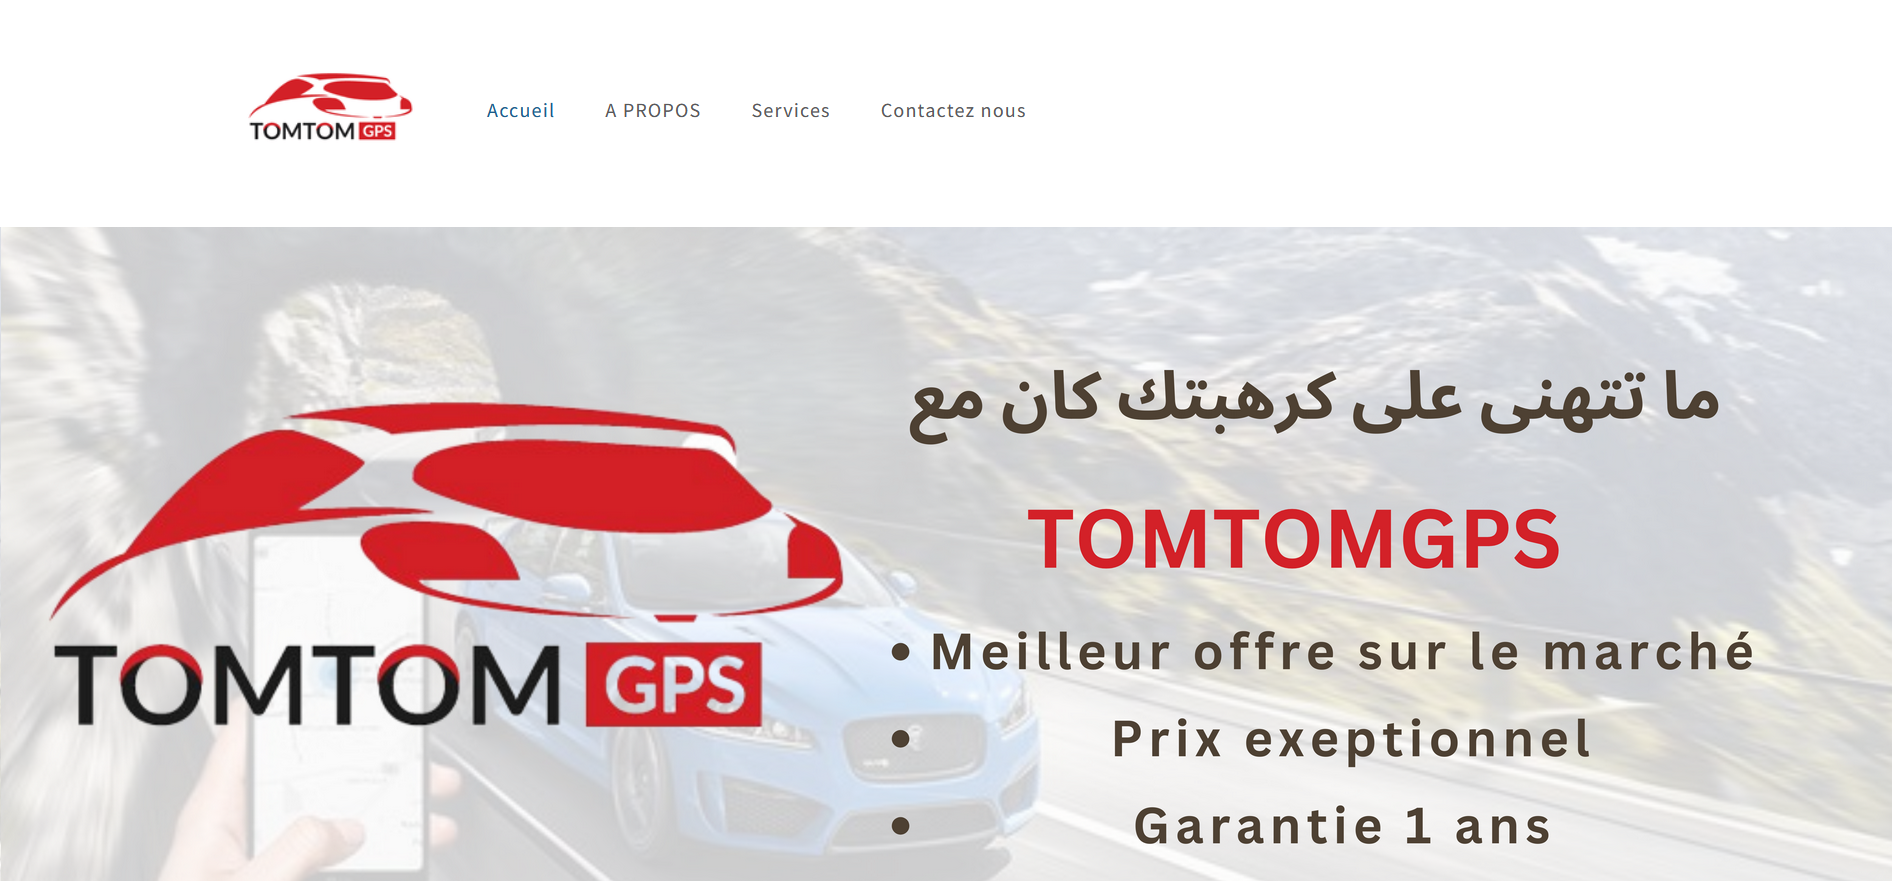 TOMTOM GPS
Accueil
A PROPOS
Services
Contactez nous
TOMTOM GPS
ما تتهنى على كرهبتك كان مع
TOMTOMGPS
• Meilleur offre sur le marché
• Prix exeptionnel
• Garantie 1 ans